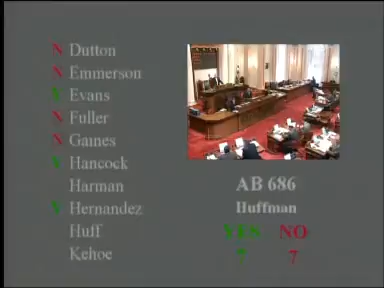 N Dutton
N Emmerson
Y Evans
N Fuller
N Gaines
Y Hancock
Harman
Y Hernandez
Huff
Kehoe
AB 686
Huffman
YES NO
7 7